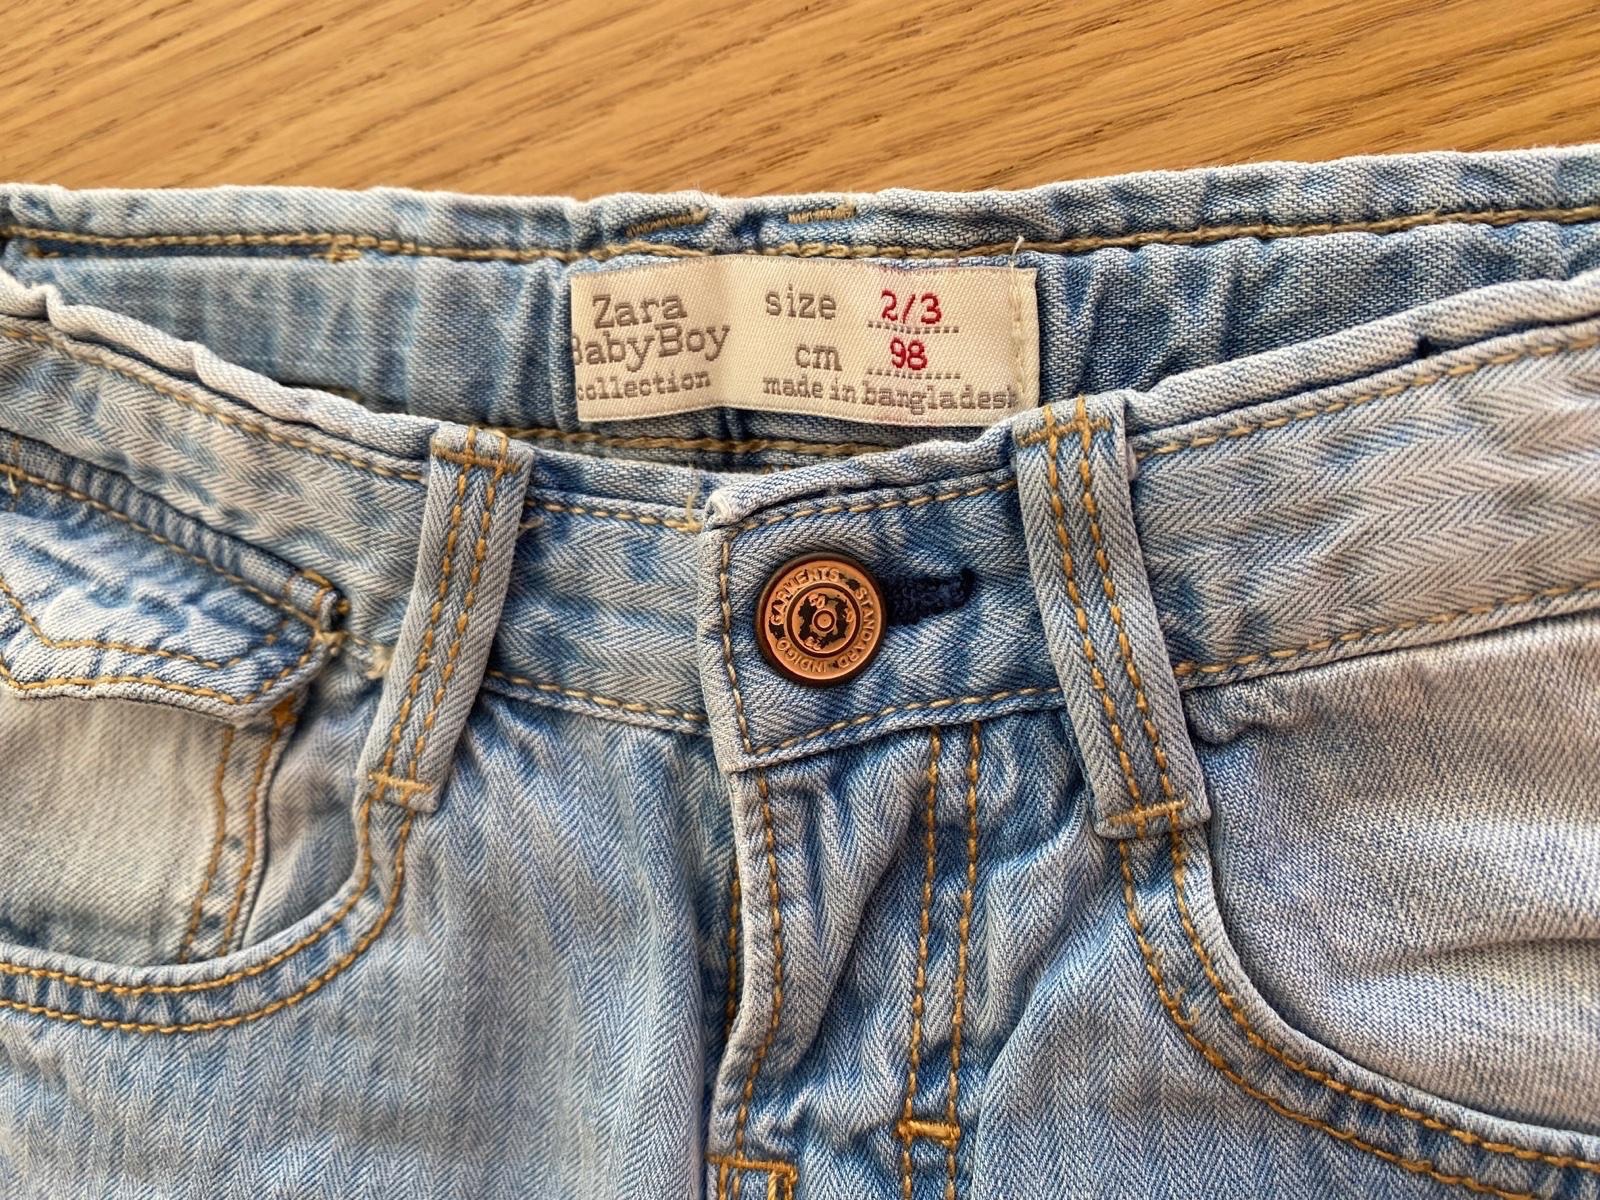 Zara
BabyBoy
collection
size 2/3
cm 98
made in bangladesh
GARMENTS STANDARD INDIGO